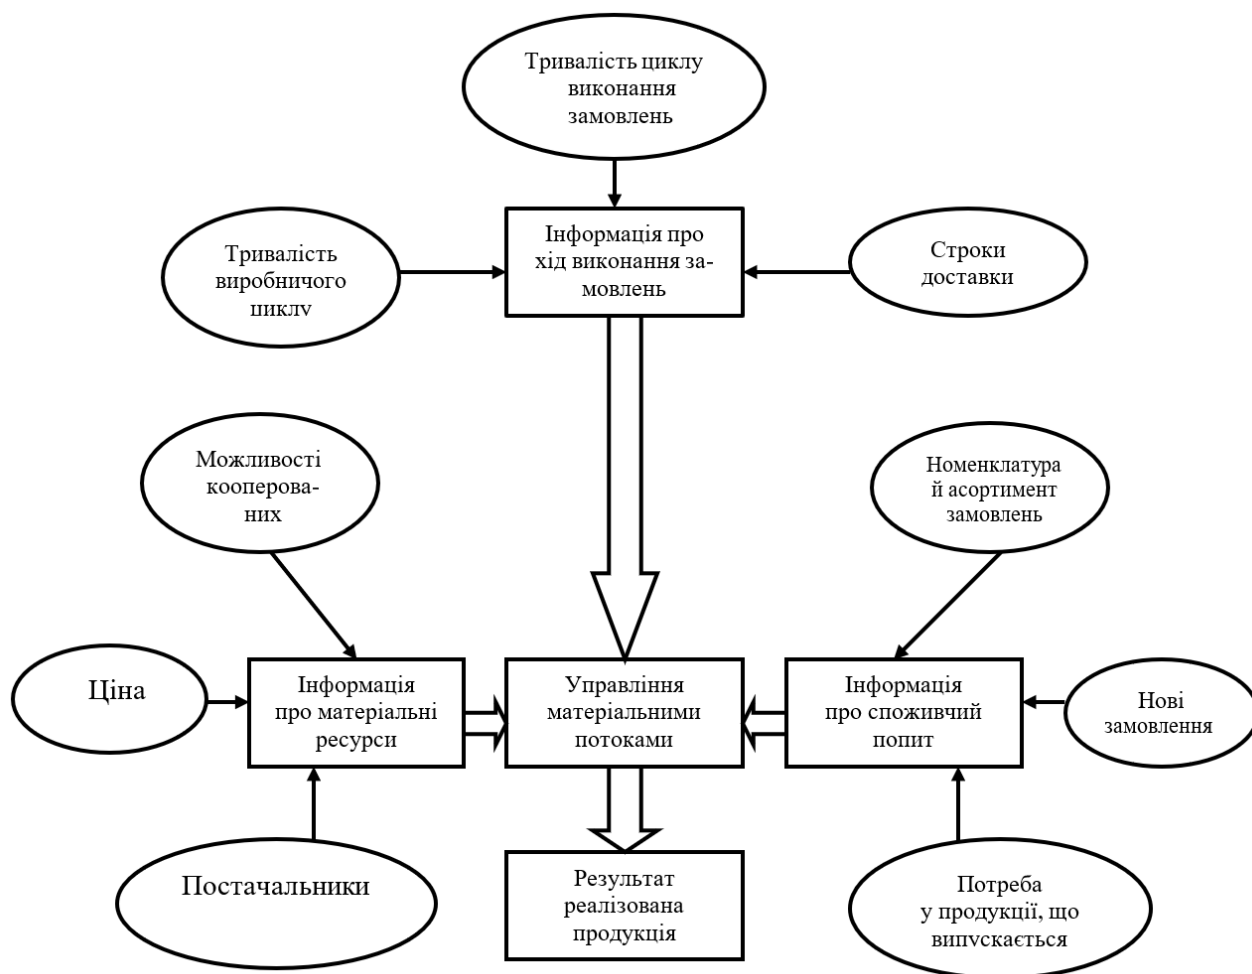 Тривалість циклу
виконання
замовлень
Тривалість
виробничого
циклу
Інформація про
хід виконання за-
мовлень
Строки
доставки
Можливості
кооперова-
них
Номенклатура
й асортимент
замовлень
Ціна
Інформація
про матеріальні
ресурси
Управління
матеріальними
потоками
Інформація
про споживчий
попит
Нові
замовлення
Постачальники
Результат
реалізована
продукція
Потреба
у продукції, що
випускається